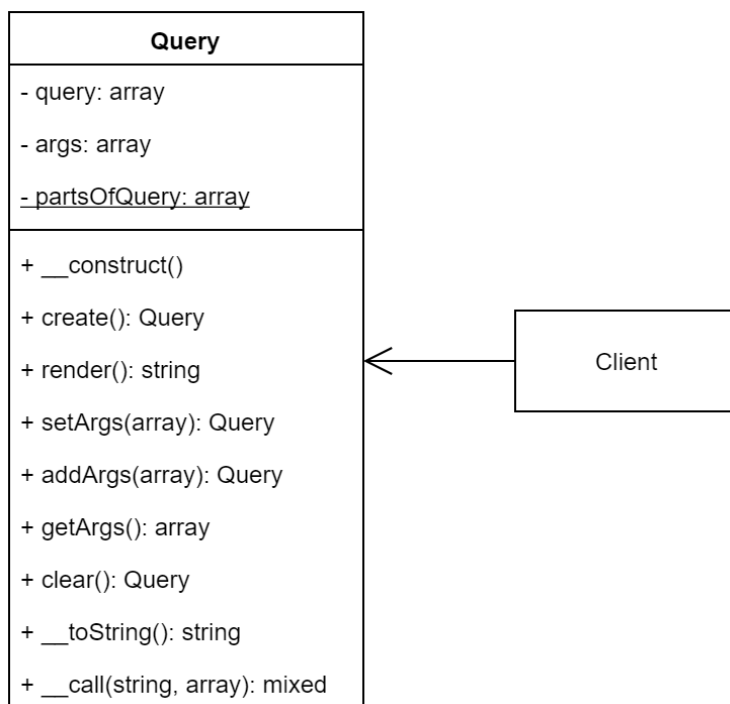 Query
- query: array
- args: array
- partsOfQuery: array
+ __construct()
+ create(): Query
+ render(): string
+ setArgs(array): Query
+ addArgs(array): Query
+ getArgs(): array
+ clear(): Query
+ __toString(): string
+ __call(string, array): mixed
Client